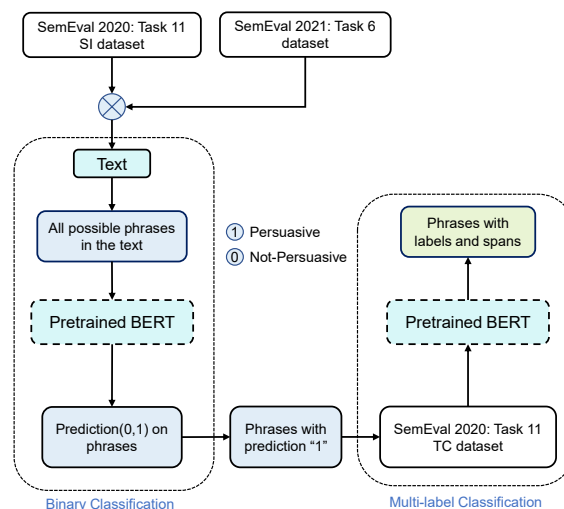 SemEval 2020: Task 11
SI dataset
SemEval 2021: Task 6
dataset
Text
All possible phrases
in the text
1 Persuasive
0 Not-Persuasive
Phrases with
labels and spans
Pretrained BERT
Pretrained BERT
Prediction(0,1) on
phrases
Phrases with
prediction “1”
SemEval 2020: Task 11
TC dataset
Binary Classification
Multi-label Classification